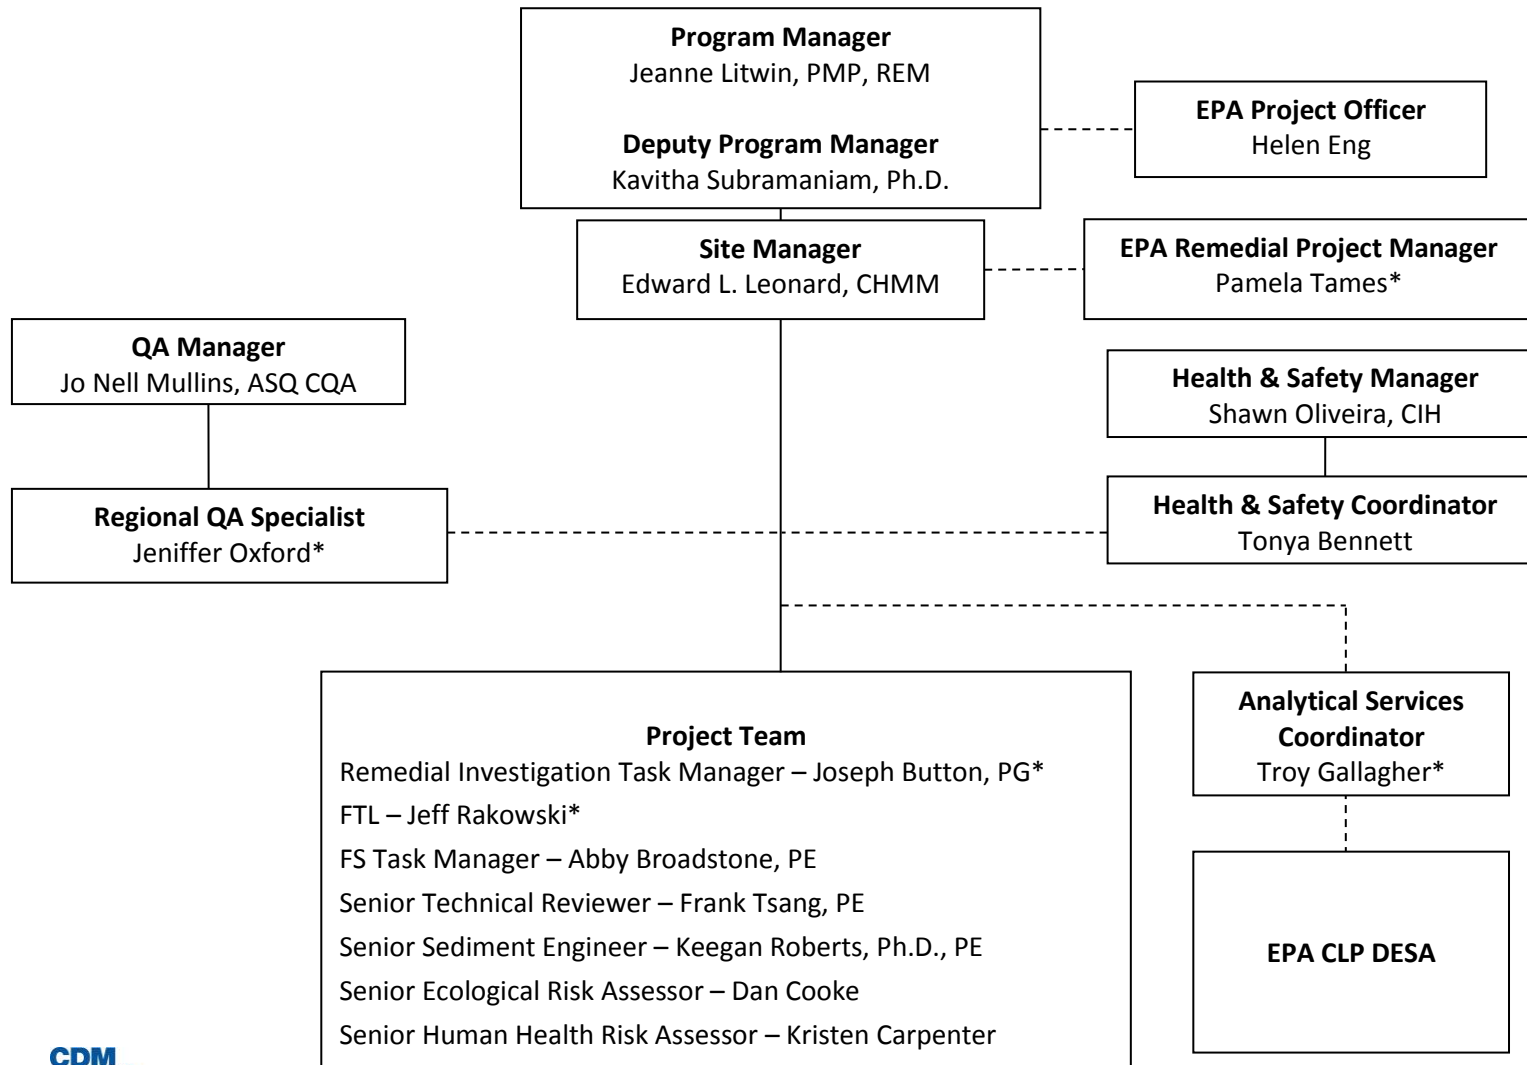 Program Manager
Jeanne Litwin, PMP, REM
Deputy Program Manager
Kavitha Subramaniam, Ph.D.
EPA Project Officer
Helen Eng
Site Manager
Edward L. Leonard, CHMM
EPA Remedial Project Manager
Pamela Tames*
QA Manager
Jo Nell Mullins, ASQ CQA
Health & Safety Manager
Shawn Oliveira, CIH
Regional QA Specialist
Jeniffer Oxford*
Health & Safety Coordinator
Tonya Bennett
Project Team
Remedial Investigation Task Manager – Joseph Button, PG*
FTL – Jeff Rakowski*
FS Task Manager – Abby Broadstone, PE
Senior Technical Reviewer – Frank Tsang, PE
Senior Sediment Engineer – Keegan Roberts, Ph.D., PE
Senior Ecological Risk Assessor – Dan Cooke
Senior Human Health Risk Assessor – Kristen Carpenter
Analytical Services
Coordinator
Troy Gallagher*
EPA CLP DESA
CDM